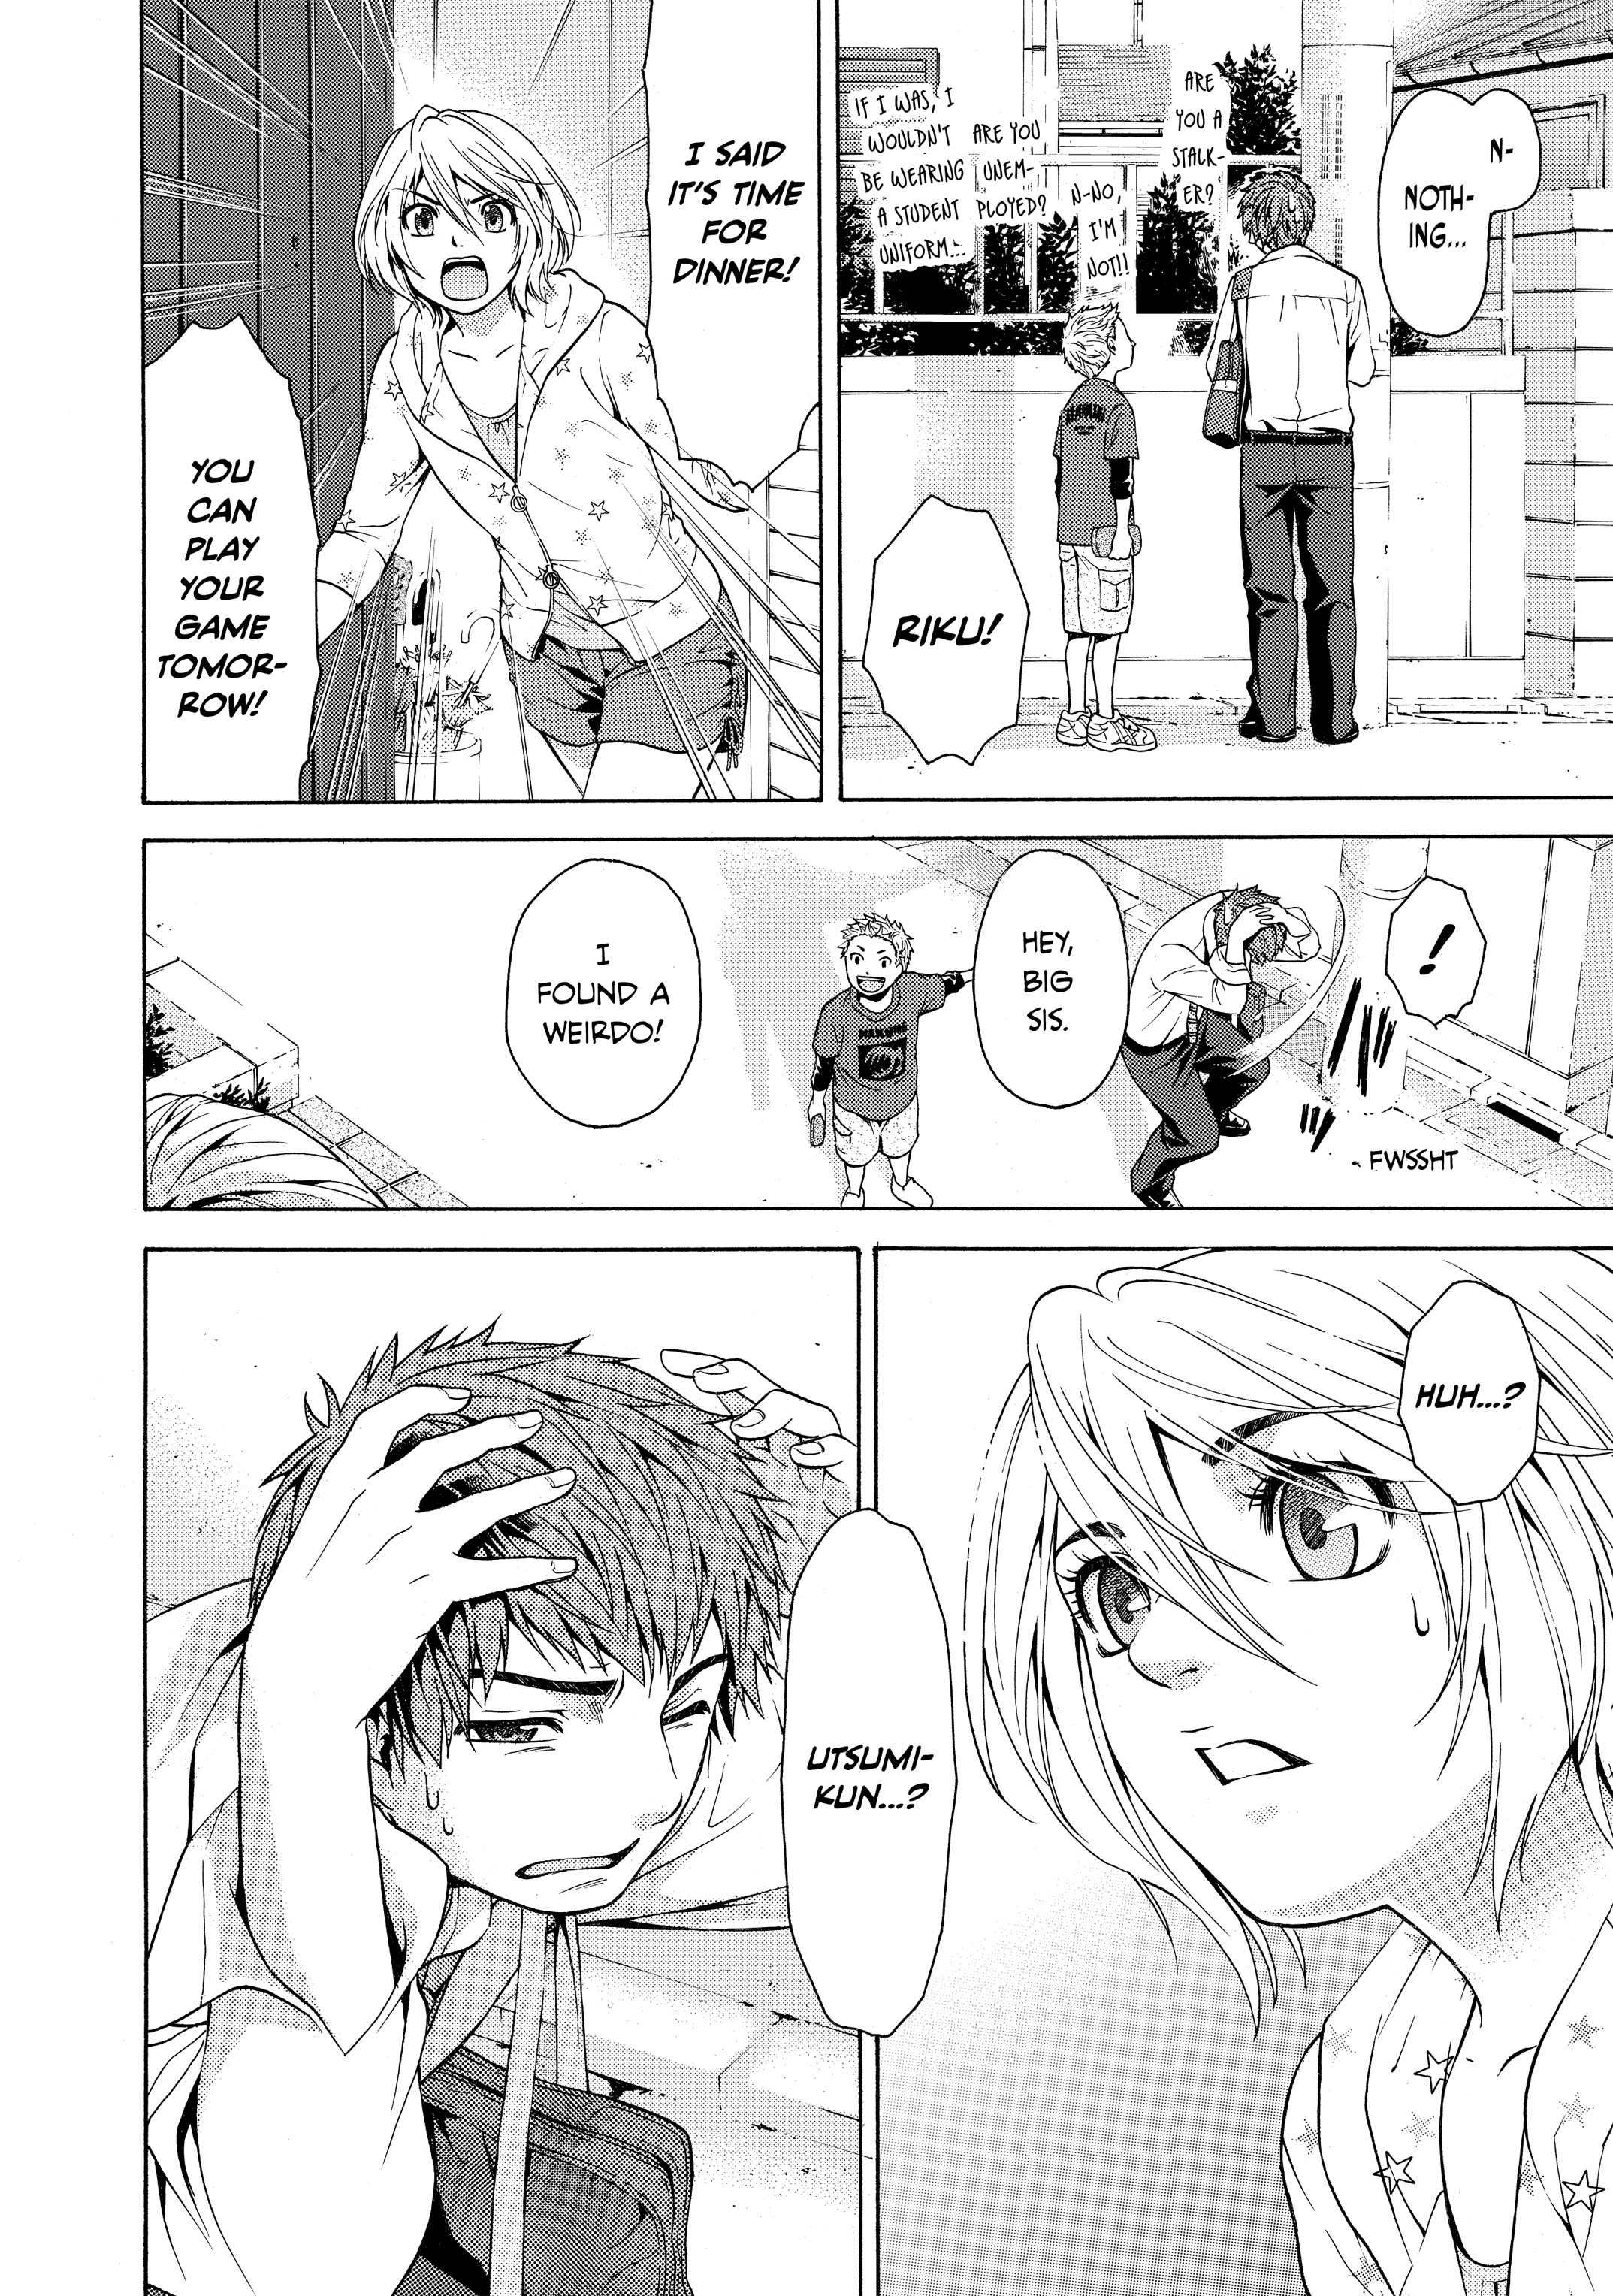 N-
NOTH-
ING...
ARE
YOU A
STALK-
ER?
N-NO,
I'M
NOT!!
ARE YOU
UNEM-
PLOYED?
IF I WAS, I
WOULDN'T
BE WEARING
A STUDENT
UNIFORM...
RIKU!
I SAID
IT'S TIME
FOR
DINNER!
YOU
CAN
PLAY
YOUR
GAME
TOMOR-
ROW!
!
FWSSHT
HEY,
BIG
SIS.
I
FOUND A
WEIRDO!
HUH...?
UTSUMI-
KUN...?